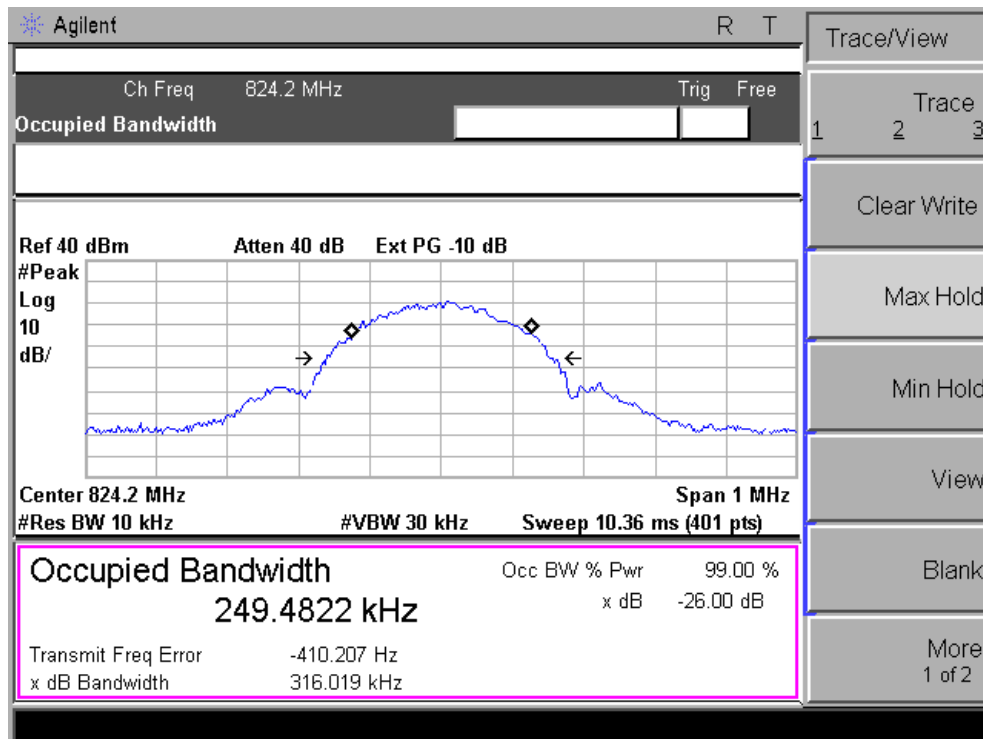 Agilent R T
Ch Freq 824.2 MHz Trig Free
Occupied Bandwidth
Ref 40 dBm Atten 40 dB Ext PG -10 dB
#Peak
Log
10
dB/
Center 824.2 MHz Span 1 MHz
#Res BW 10 kHz #VBW 30 kHz Sweep 10.36 ms (401 pts)
Occupied Bandwidth
249.4822 kHz
Occ BW % Pwr 99.00 %
x dB -26.00 dB
Transmit Freq Error -410.207 Hz
x dB Bandwidth 316.019 kHz
Trace/View
Trace
1 2 3
Clear Write
Max Hold
Min Hold
View
Blank
More
1 of 2